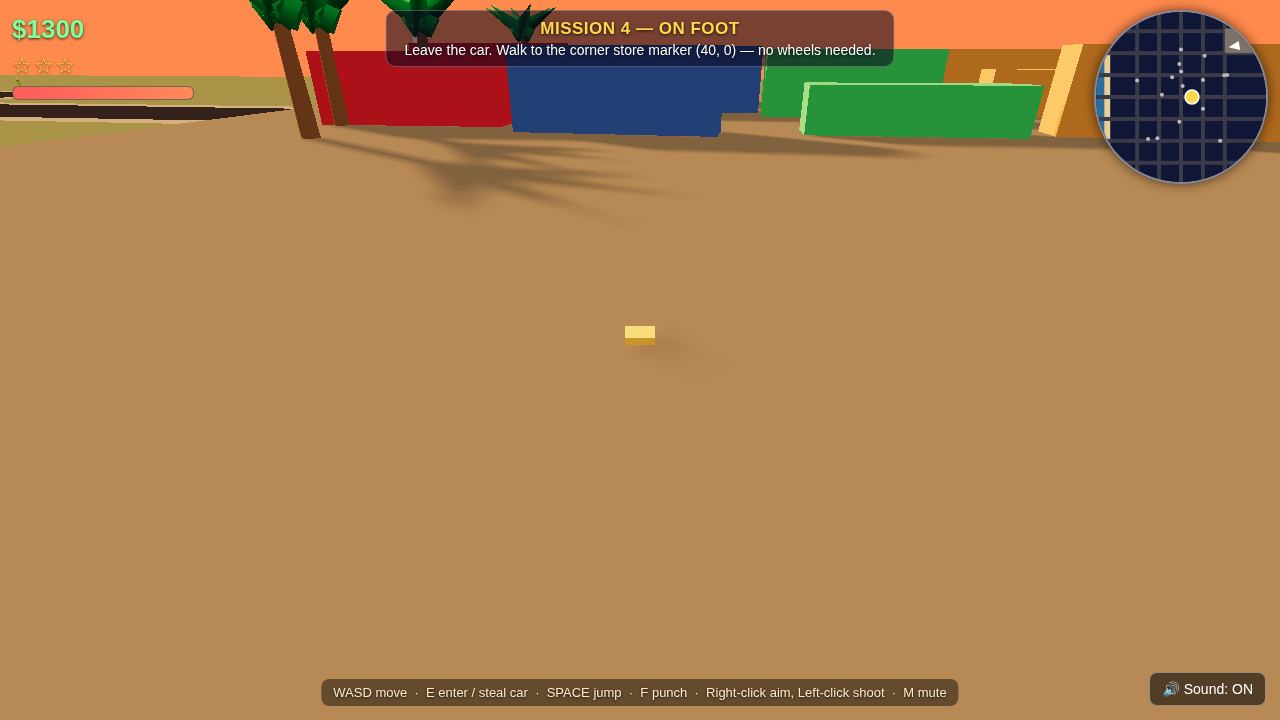 $1300
MISSION 4 — ON FOOT
Leave the car. Walk to the corner store marker (40, 0) — no wheels needed.
WASD move · E enter / steal car · SPACE jump · F punch · Right-click aim, Left-click shoot · M mute
Sound: ON